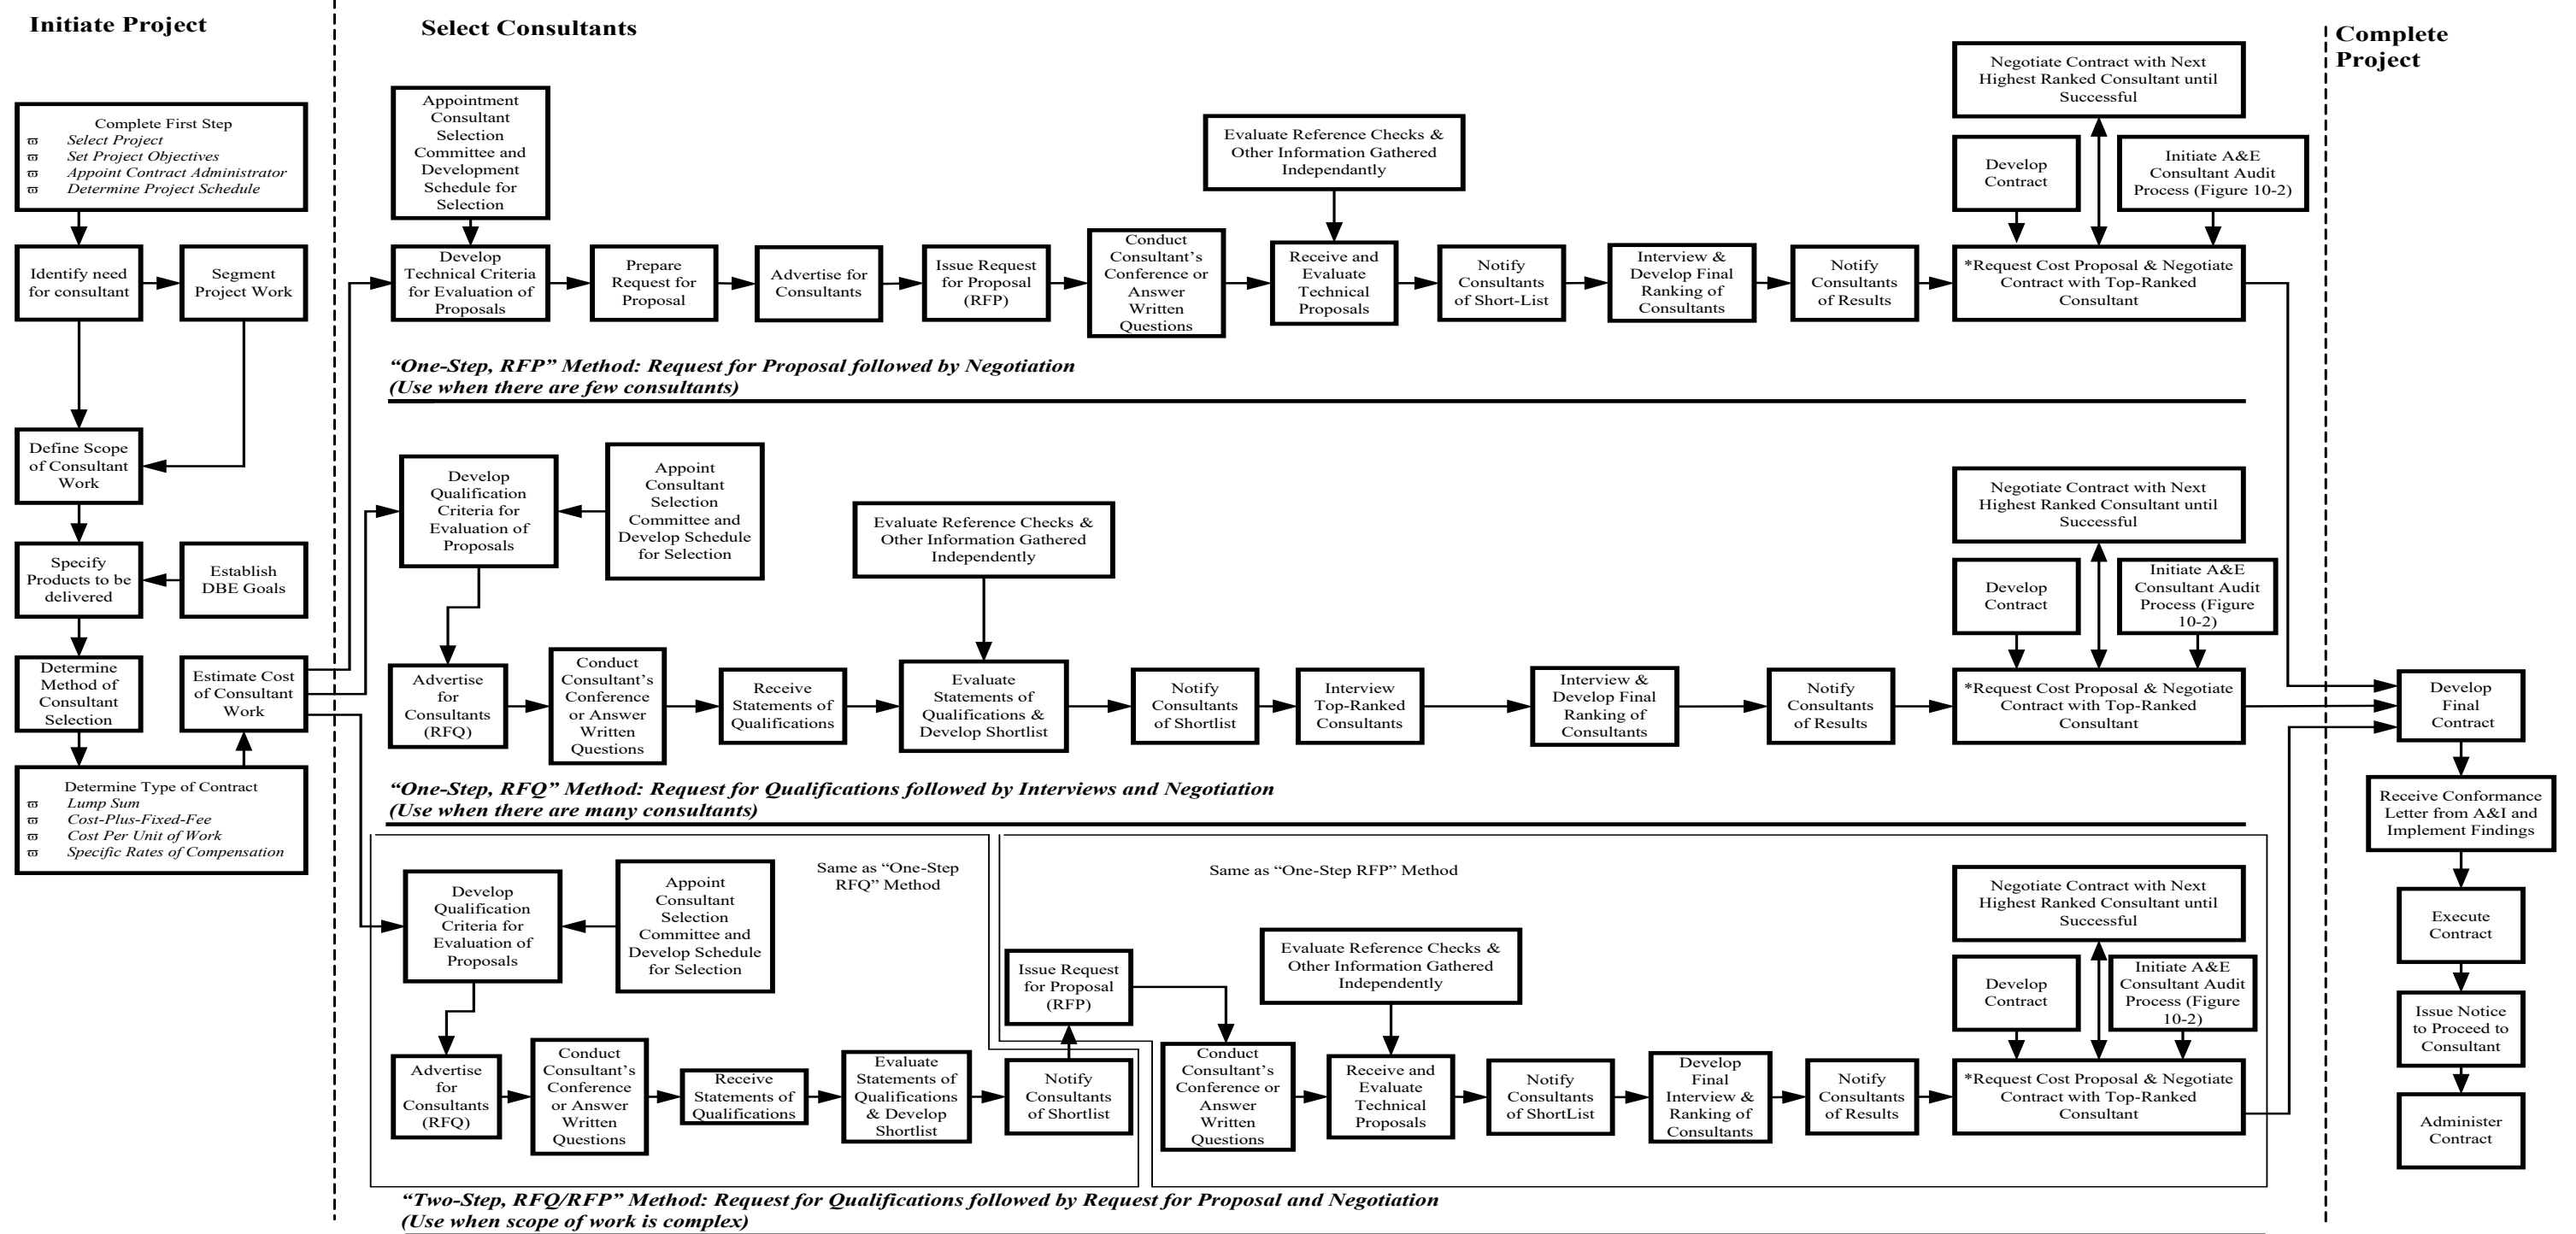 Initiate Project
Complete First Step
ϖ Select Project
ϖ Set Project Objectives
ϖ Appoint Contract Administrator
ϖ Determine Project Schedule
Identify need
for consultant
Segment
Project Work
Define Scope
of Consultant
Work
Specify
Products to be
delivered
Establish
DBE Goals
Determine
Method of
Consultant
Selection
Estimate Cost
of Consultant
Work
Determine Type of Contract
ϖ Lump Sum
ϖ Cost-Plus-Fixed-Fee
ϖ Cost Per Unit of Work
ϖ Specific Rates of Compensation
Select Consultants
Appointment
Consultant
Selection
Committee and
Development
Schedule for
Selection
Develop
Technical Criteria
for Evaluation of
Proposals
Prepare
Request for
Proposal
Advertise for
Consultants
Issue Request
for Proposal
(RFP)
Conduct
Consultant’s
Conference or
Answer
Written
Questions
Evaluate Reference Checks &
Other Information Gathered
Independantly
Receive and
Evaluate
Technical
Proposals
Notify
Consultants
of Short-List
Interview &
Develop Final
Ranking of
Consultants
Notify
Consultants
of Results
Negotiate Contract with Next
Highest Ranked Consultant until
Successful
Develop
Contract
Initiate A&E
Consultant Audit
Process (Figure 10-2)
*Request Cost Proposal & Negotiate
Contract with Top-Ranked
Consultant
“One-Step, RFP” Method: Request for Proposal followed by Negotiation
(Use when there are few consultants)
Develop
Qualification
Criteria for
Evaluation of
Proposals
Appoint
Consultant
Selection
Committee and
Develop Schedule
for Selection
Advertise
for
Consultants
(RFQ)
Conduct
Consultant’s
Conference
or Answer
Written
Questions
Receive
Statements of
Qualifications
Evaluate Reference Checks &
Other Information Gathered
Independently
Evaluate
Statements of
Qualifications &
Develop Shortlist
Notify
Consultants
of Shortlist
Interview
Top-Ranked
Consultants
Interview &
Develop Final
Ranking of
Consultants
Notify
Consultants
of Results
Negotiate Contract with Next
Highest Ranked Consultant until
Successful
Develop
Contract
Initiate A&E
Consultant Audit
Process (Figure
10-2)
*Request Cost Proposal & Negotiate
Contract with Top-Ranked
Consultant
“One-Step, RFQ” Method: Request for Qualifications followed by Interviews and Negotiation
(Use when there are many consultants)
Develop
Qualification
Criteria for
Evaluation of
Proposals
Appoint
Consultant
Selection
Committee and
Develop Schedule
for Selection
Same as “One-Step
RFQ” Method
Advertise
for
Consultants
(RFQ)
Conduct
Consultant’s
Conference
or Answer
Written
Questions
Receive
Statements of
Qualifications
Evaluate
Statements of
Qualifications
& Develop
Shortlist
Notify
Consultants
of Shortlist
Same as “One-Step RFP” Method
Issue Request
for Proposal
(RFP)
Conduct
Consultant’s
Conference or
Answer
Written
Questions
Evaluate Reference Checks &
Other Information Gathered
Independently
Receive and
Evaluate
Technical
Proposals
Notify
Consultants
of ShortList
Develop
Final
Interview &
Ranking of
Consultants
Notify
Consultants
of Results
Negotiate Contract with Next
Highest Ranked Consultant until
Successful
Develop
Contract
Initiate A&E
Consultant Audit
Process (Figure
10-2)
*Request Cost Proposal & Negotiate
Contract with Top-Ranked
Consultant
“Two-Step, RFQ/RFP” Method: Request for Qualifications followed by Request for Proposal and Negotiation
(Use when scope of work is complex)
Complete
Project
Develop
Final
Contract
Receive Conformance
Letter from A&I and
Implement Findings
Execute
Contract
Issue Notice
to Proceed to
Consultant
Administer
Contract